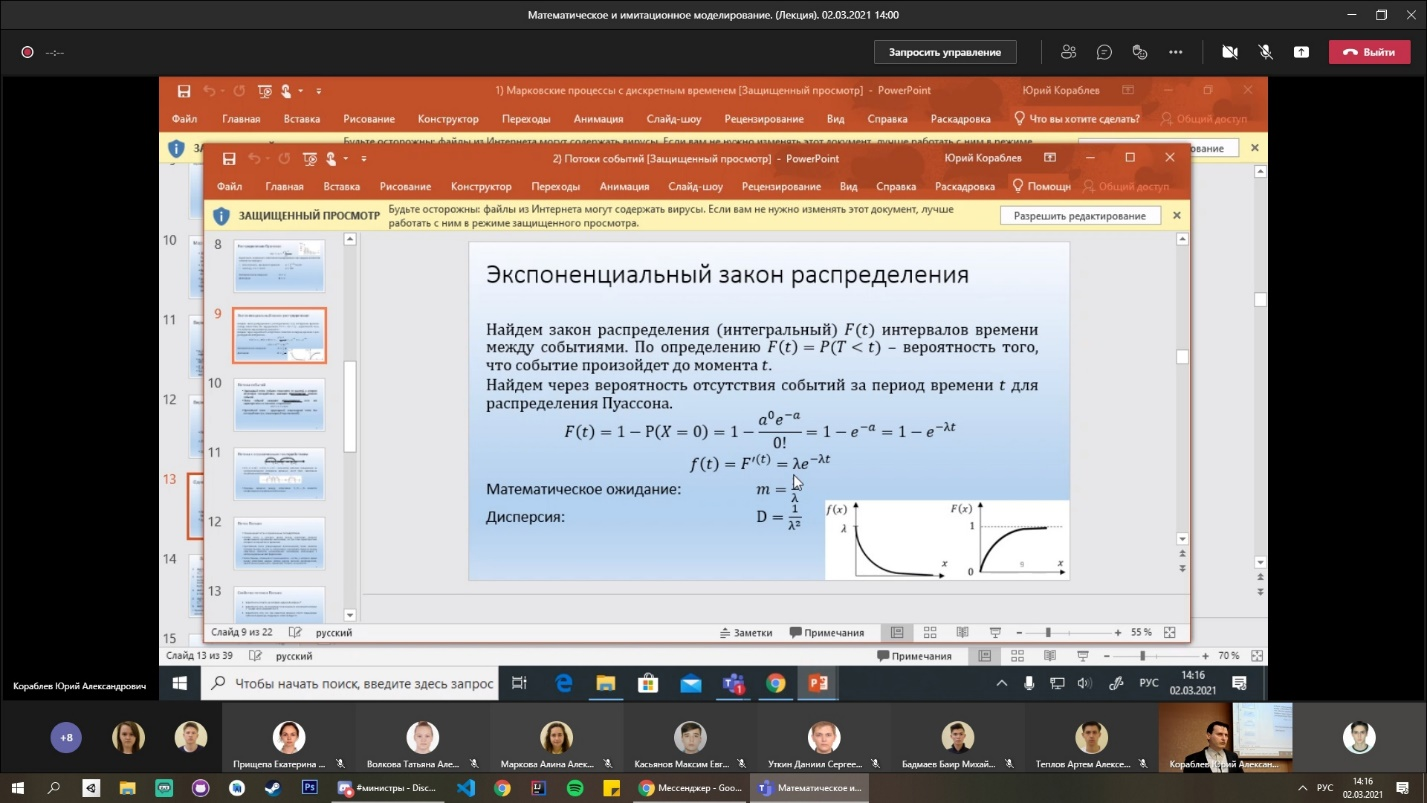 Математическое и имитационное моделирование. (Лекция). 02.03.2021 14:00
--:--
Запросить управление
Выйти
1) Марковские процессы с дискретным временем [Защищенный просмотр] - PowerPoint
Юрий Кораблев
Файл Главная Вставка Рисование Конструктор Переходы Анимация Слайд-шоу Рецензирование Вид Справка Раскадровка Что вы хотите сделать? Общий доступ
2) Потоки событий [Защищенный просмотр] - PowerPoint
Юрий Кораблев
Файл Главная Вставка Рисование Конструктор Переходы Анимация Слайд-шоу Рецензирование Вид Справка Раскадровка Помощн Общий доступ
ЗАЩИЩЕННЫЙ ПРОСМОТР
Будьте осторожны: файлы из Интернета могут содержать вирусы. Если вам не нужно изменять этот документ, лучше
работать с ним в режиме защищенного просмотра.
Разрешить редактирование
10
11
12
13
14
15
8
9
10
11
12
13
Экспоненциальный закон распределения
Найдем закон распределения (интегральный) F(t) интервалов времени
между событиями. По определению F(t) = P(T < t) – вероятность того,
что событие произойдет до момента t.
Найдем через вероятность отсутствия событий за период времени t для
распределения Пуассона.
F(t) = 1 − P(X = 0) = 1 − a⁰e⁻ᵃ/0! = 1 − e⁻ᵃ = 1 − e^−λt
f(t) = F′⁽ᵗ⁾ = λe^−λt
Математическое ожидание: m = /λ
Дисперсия: D = 1/λ²
f(x)
λ
x
F(x)
1
0
9
x
Слайд 9 из 22 русский Заметки Примечания 55 %
Слайд 13 из 39 русский Примечания 70 %
Кораблев Юрий Александрович
Чтобы начать поиск, введите здесь запрос
РУС
14:16
02.03.2021
+8
Прищепа Екатерина ...
Волкова Татьяна Але...
Маркова Алина Алек...
Касьянов Максим Евг...
Уткин Даниил Сергее...
Бадмаев Баир Михай...
Теплов Артем Алексе...
Кораблев Юрий Алексан...
#министры - Disc...
Мессенджер - Goo...
Математическое и...
РУС
14:16
02.03.2021